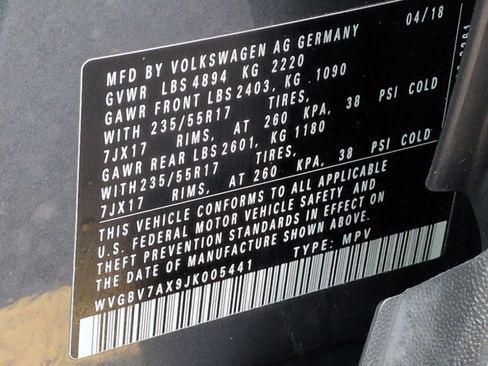 MFD BY VOLKSWAGEN AG GERMANY 04/18
GVWR LBS 4894 KG 2220
GAWR FRONT LBS 2403, KG 1090
WITH 235/55R17 TIRES,
7JX17 RIMS, AT 260 KPA, 38 PSI COLD
GAWR REAR LBS 2601, KG 1180
WITH 235/55R17 TIRES,
7JX17 RIMS, AT 260 KPA, 38 PSI COLD
THIS VEHICLE CONFORMS TO ALL APPLICABLE
U.S. FEDERAL MOTOR VEHICLE SAFETY AND
THEFT PREVENTION STANDARDS IN EFFECT ON
THE DATE OF MANUFACTURE SHOWN ABOVE.
WVGBV7AX9JK005441 TYPE: MPV